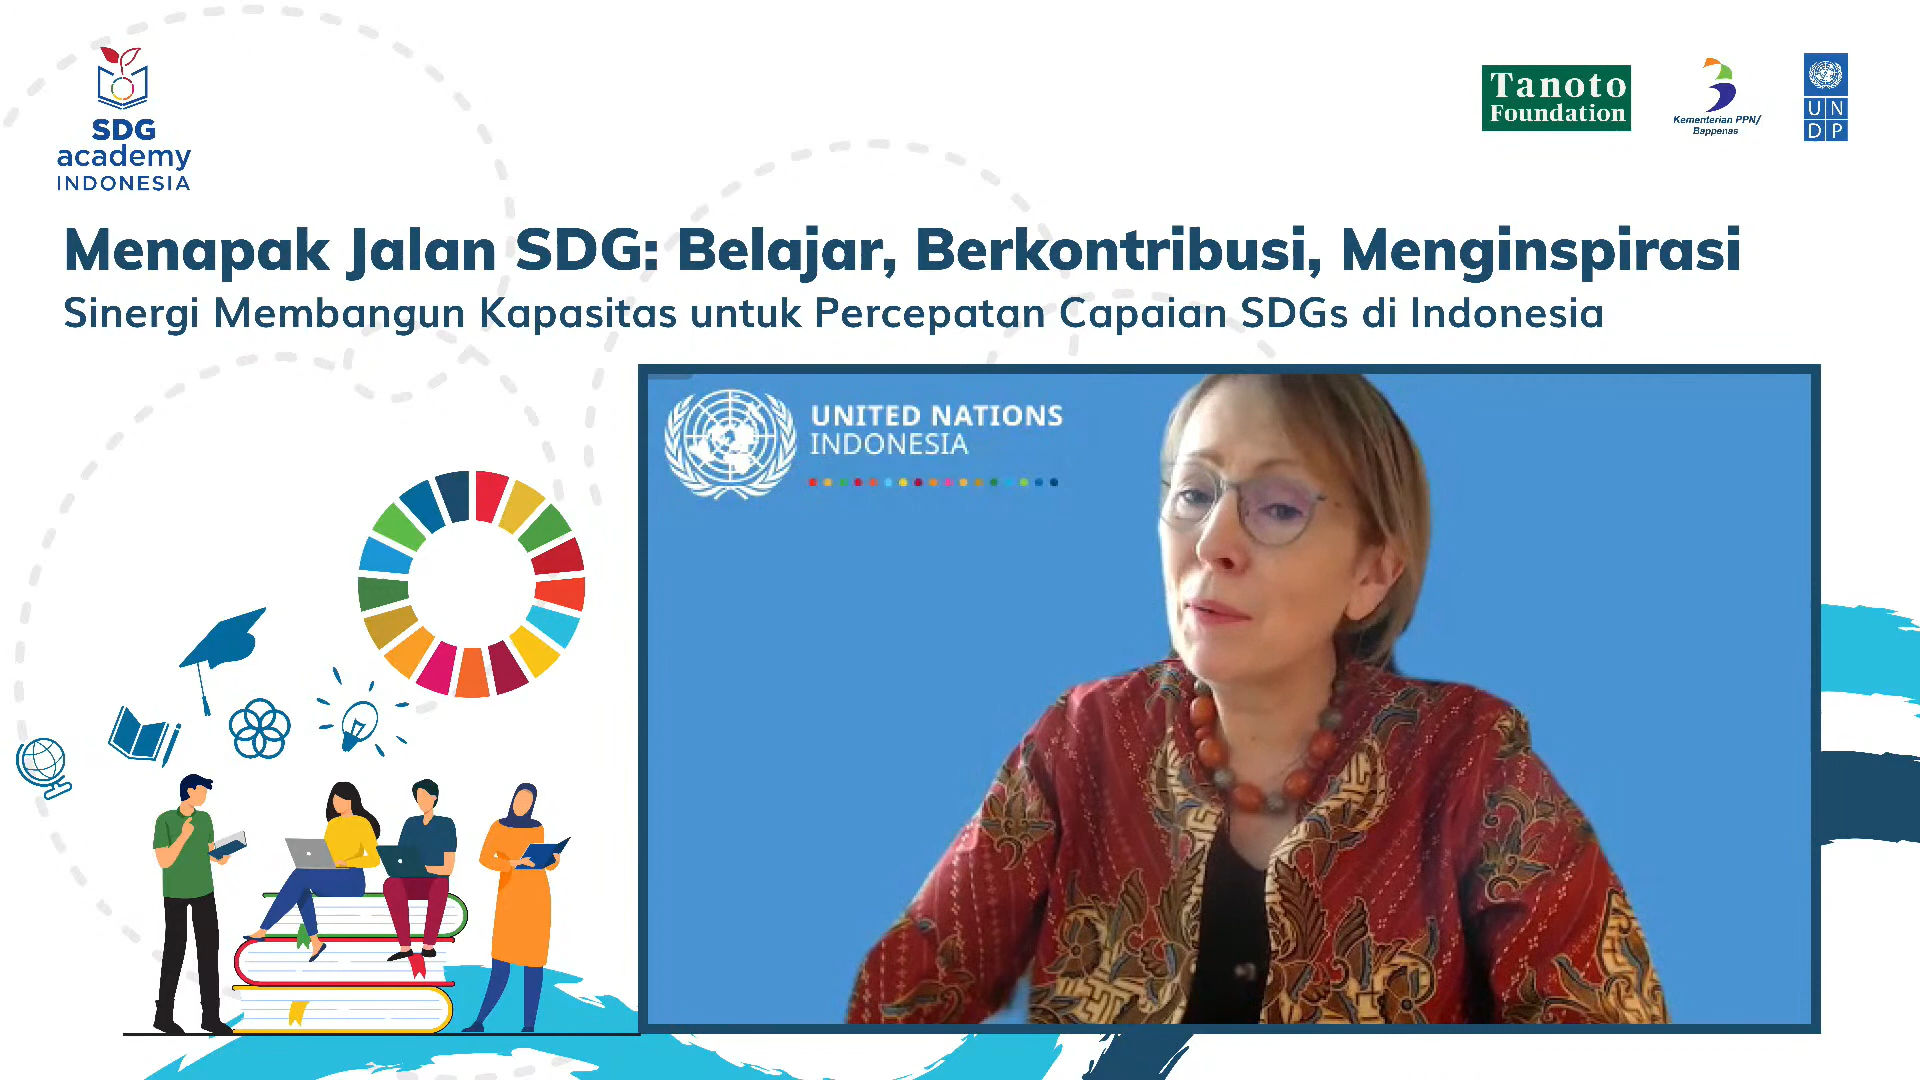 SDG
academy
INDONESIA
Tanoto
Foundation
Kementerian PPN/
Bappenas
U N
D P
Menapak Jalan SDG: Belajar, Berkontribusi, Menginspirasi
Sinergi Membangun Kapasitas untuk Percepatan Capaian SDGs di Indonesia
UNITED NATIONS
INDONESIA